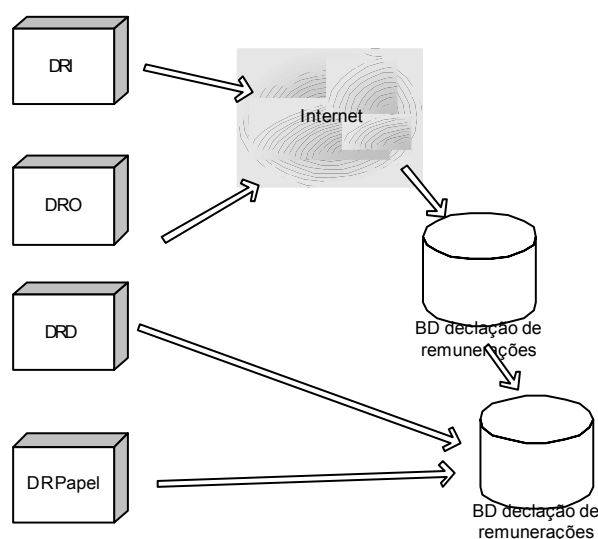 DRI
Internet
DRO
DRD
BD declação de
remunerações
DRPapel
BD declação de
remunerações